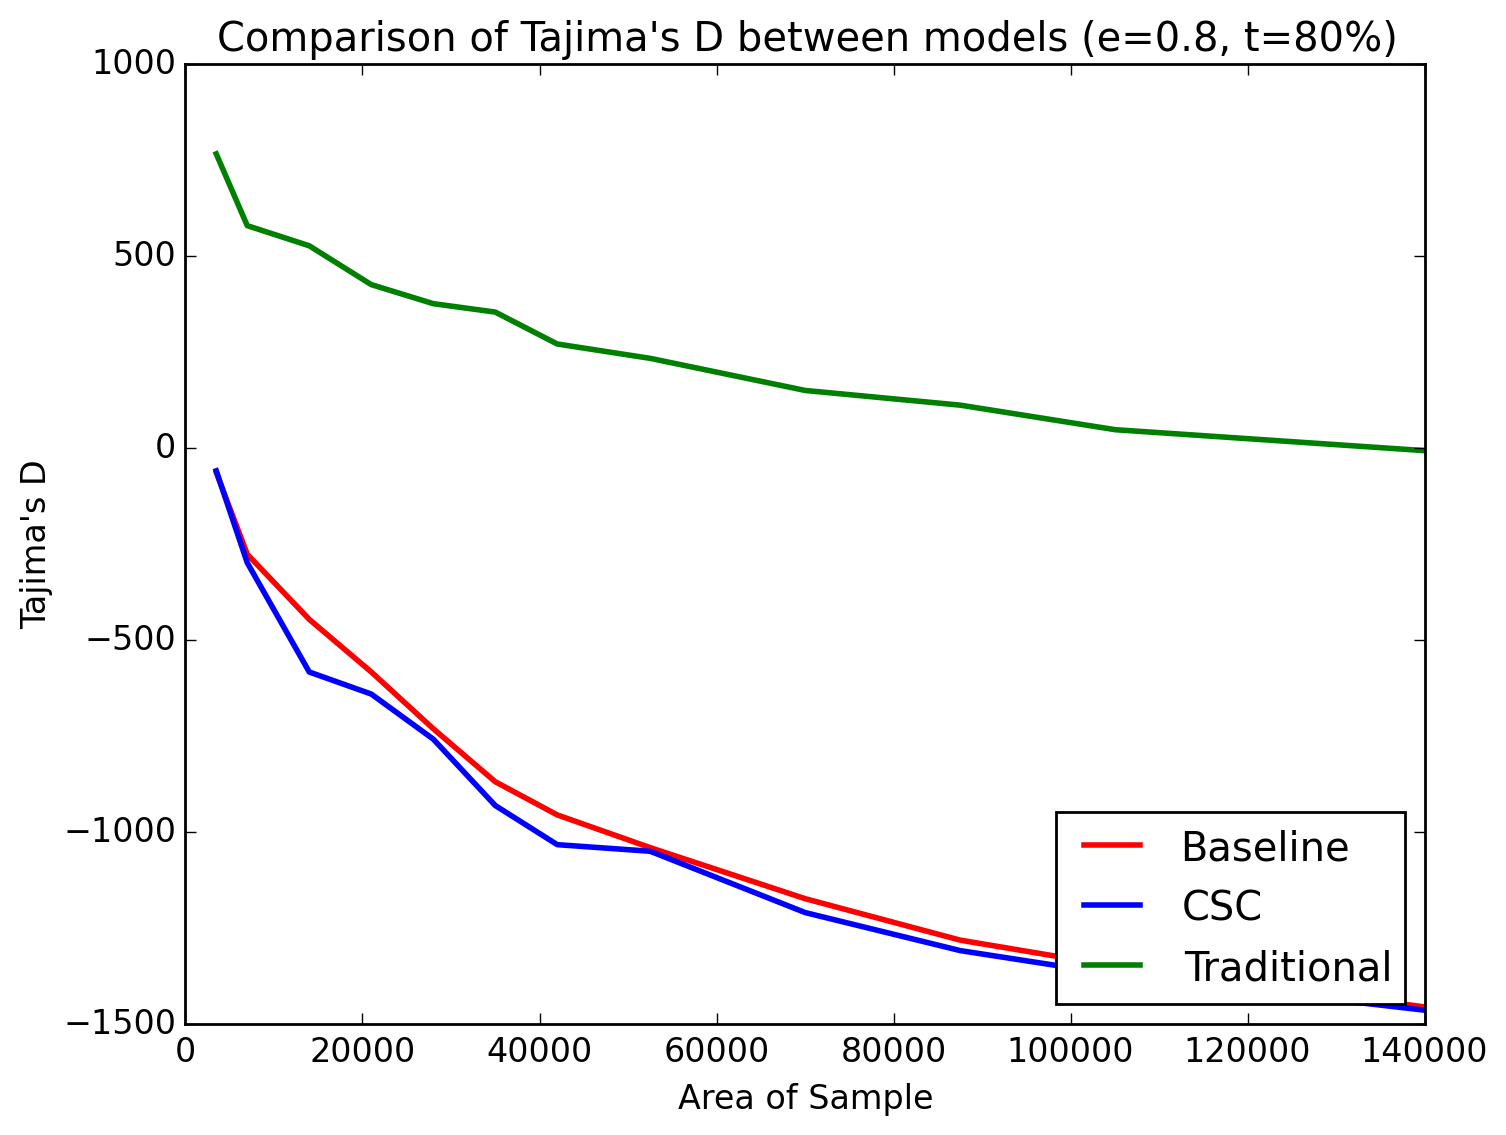 Comparison of Tajima's D between models (e=0.8, t=80%)
1000
500
0
−500
−1000
−1500
Tajima's D
Baseline
CSC
Traditional
0 20000 40000 60000 80000 100000 120000 140000
Area of Sample